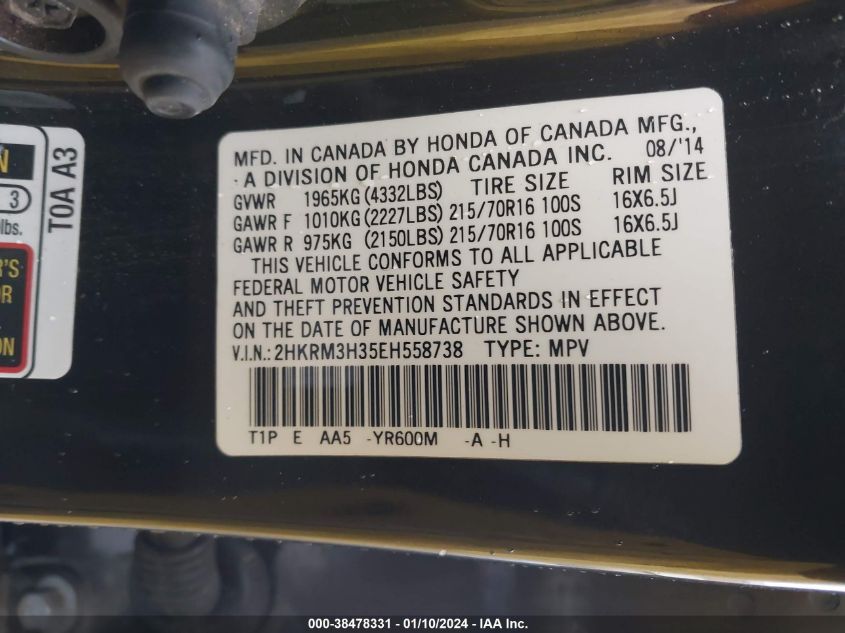 N
3
lbs.
R'S
OR
ON
T0A A3
MFD. IN CANADA BY HONDA OF CANADA MFG.,
A DIVISION OF HONDA CANADA INC. 08/'14
GVWR 1965KG (4332LBS) TIRE SIZE RIM SIZE
GAWR F 1010KG (2227LBS) 215/70R16 100S 16X6.5J
GAWR R 975KG (2150LBS) 215/70R16 100S 16X6.5J
THIS VEHICLE CONFORMS TO ALL APPLICABLE
FEDERAL MOTOR VEHICLE SAFETY
AND THEFT PREVENTION STANDARDS IN EFFECT
ON THE DATE OF MANUFACTURE SHOWN ABOVE.
V.I.N.: 2HKRM3H35EH558738 TYPE: MPV
T1P E AA5 -YR600M -A -H
000-38478331 - 01/10/2024 - IAA Inc.